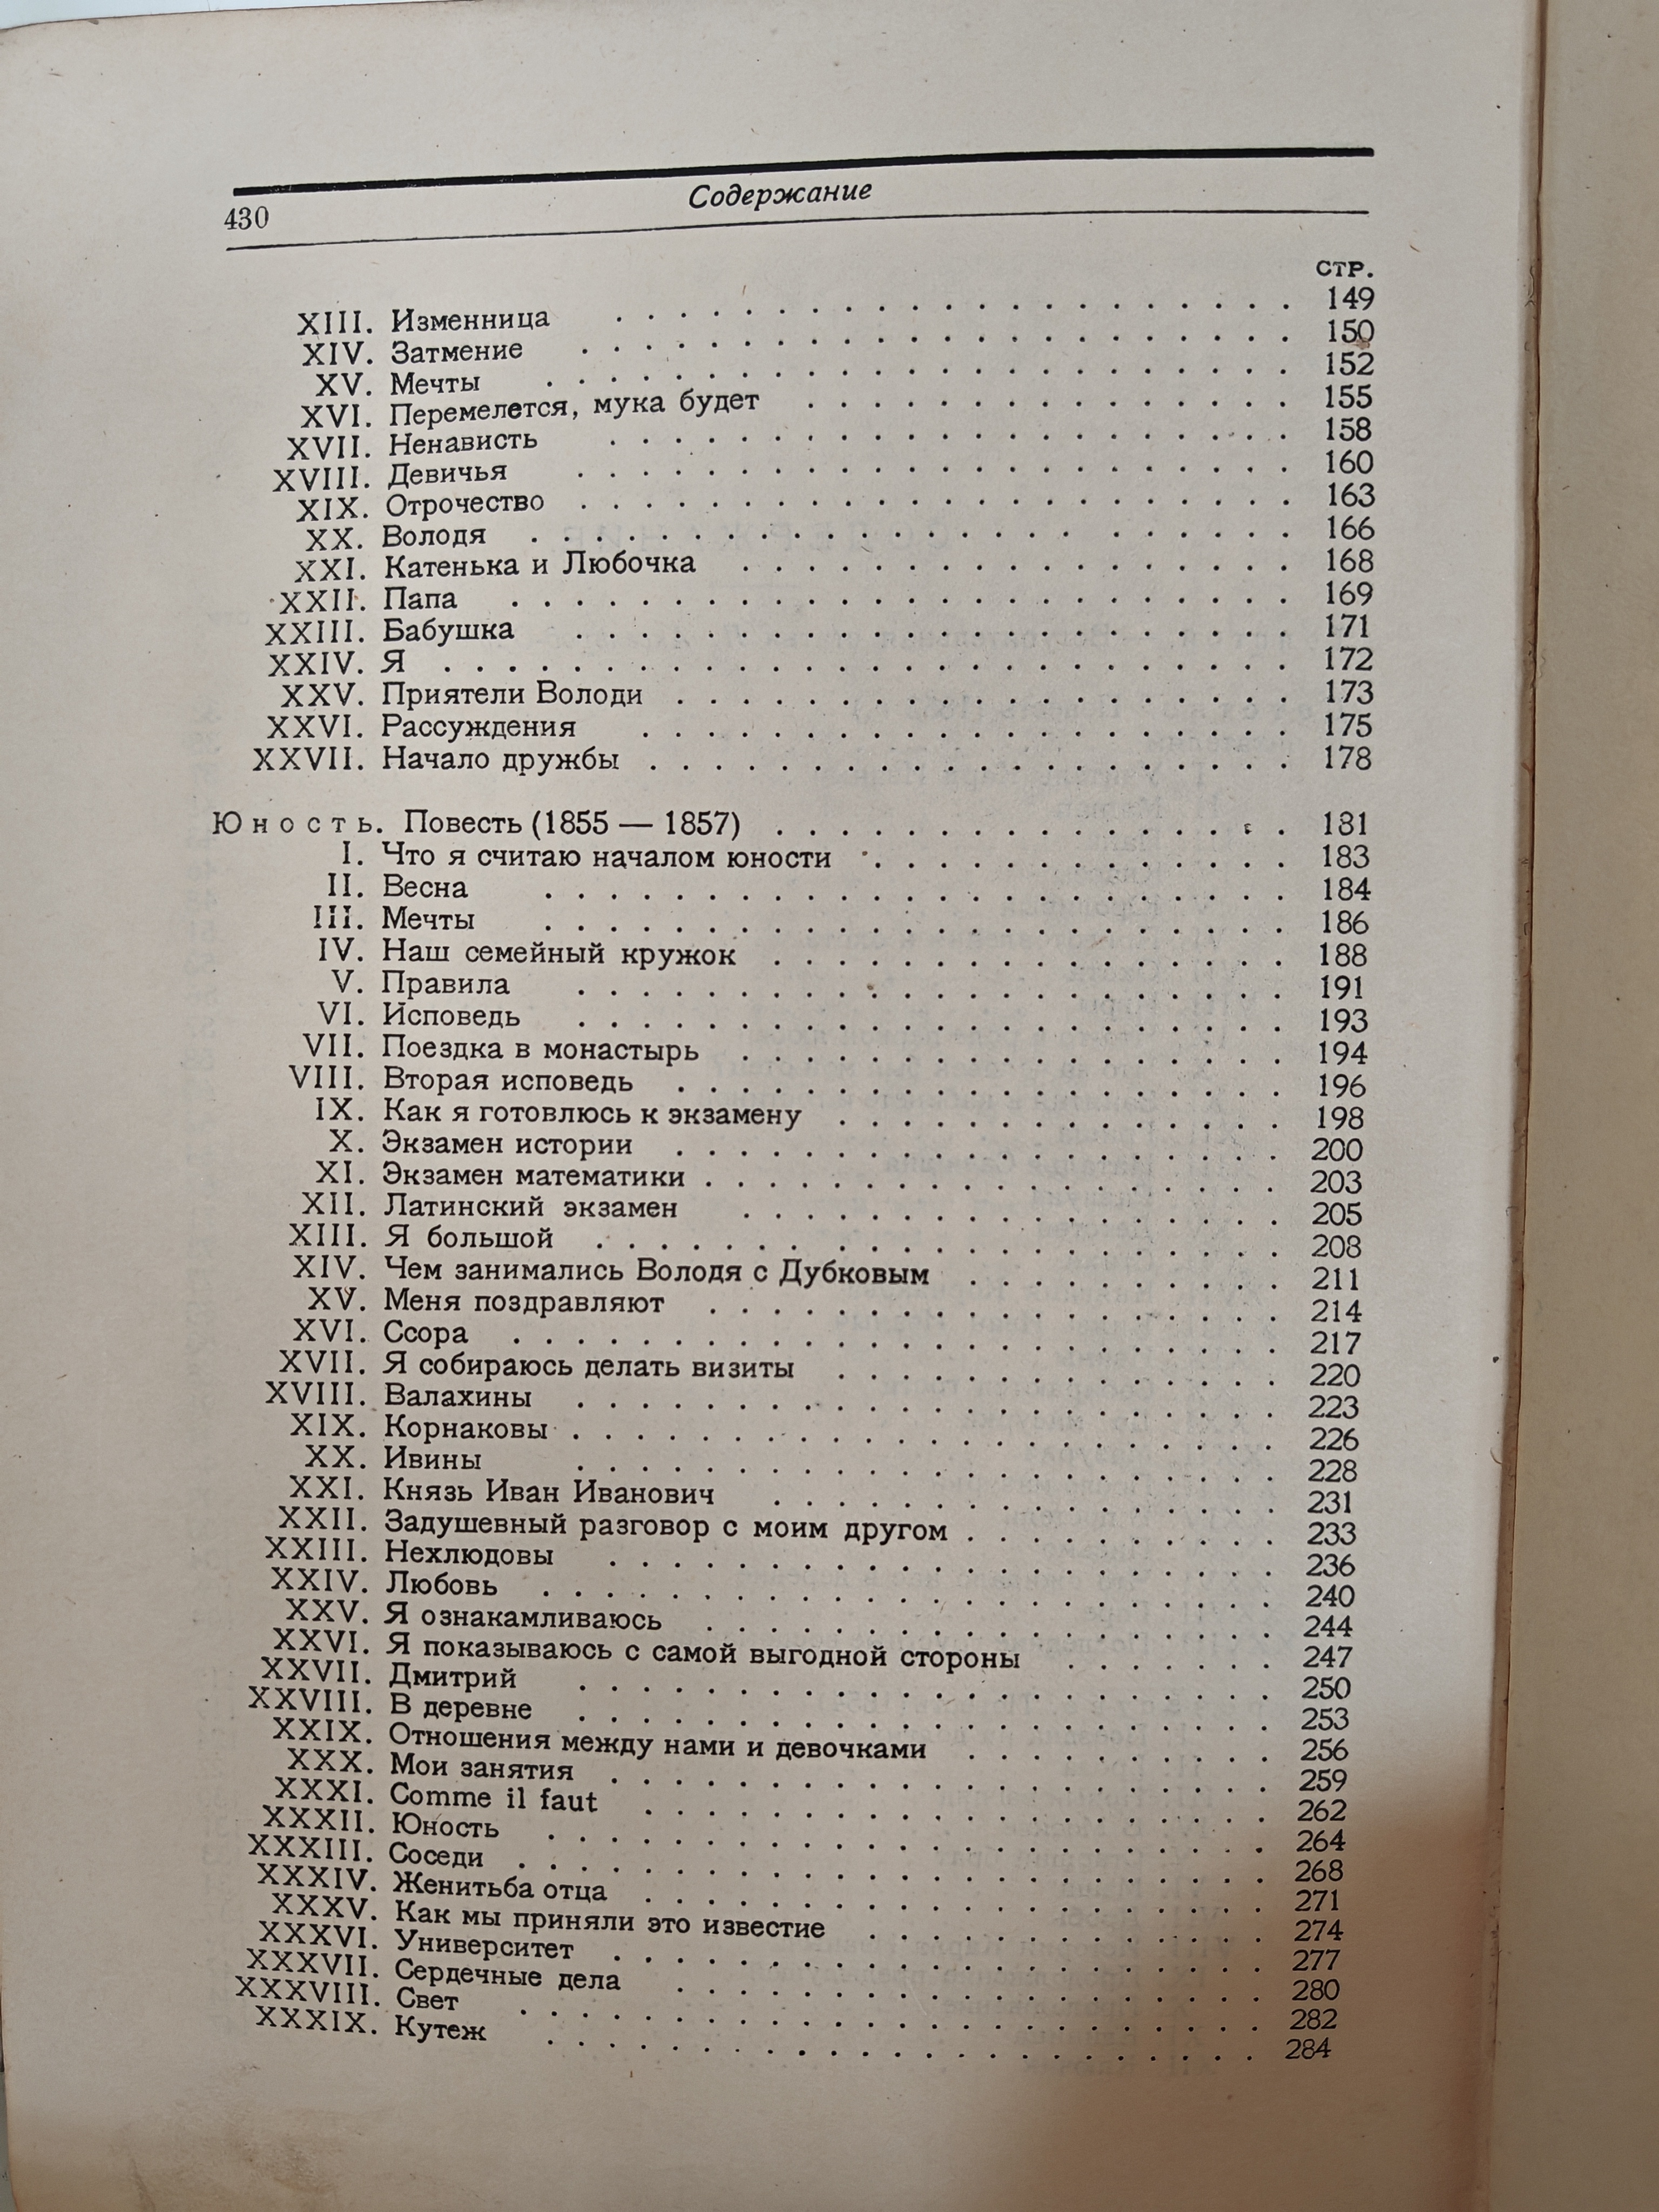 430
Содержание
СТР.
XIII. Изменница . . . . . . . . . . . . . . . . . . . . . 149
XIV. Затмение . . . . . . . . . . . . . . . . . . . . . . 150
XV. Мечты . . . . . . . . . . . . . . . . . . . . . . . 152
XVI. Перемелется, мука будет . . . . . . . . . . . . . . . 155
XVII. Ненависть . . . . . . . . . . . . . . . . . . . . . 158
XVIII. Девичья . . . . . . . . . . . . . . . . . . . . . . 160
XIX. Отрочество . . . . . . . . . . . . . . . . . . . . . . 163
XX. Володя . . . . . . . . . . . . . . . . . . . . . . . 166
XXI. Катенька и Любочка . . . . . . . . . . . . . . . . . 168
XXII. Папа . . . . . . . . . . . . . . . . . . . . . . . . 169
XXIII. Бабушка . . . . . . . . . . . . . . . . . . . . . . 171
XXIV. Я . . . . . . . . . . . . . . . . . . . . . . . . . . 172
XXV. Приятели Володи . . . . . . . . . . . . . . . . . . . 173
XXVI. Рассуждения . . . . . . . . . . . . . . . . . . . . 175
XXVII. Начало дружбы . . . . . . . . . . . . . . . . . . . . 178
Юность. Повесть (1855 — 1857) . . . . . . . . . . . . . . . . 181
I. Что я считаю началом юности . . . . . . . . . . . . . 183
II. Весна . . . . . . . . . . . . . . . . . . . . . . . 184
III. Мечты . . . . . . . . . . . . . . . . . . . . . . . 186
IV. Наш семейный кружок . . . . . . . . . . . . . . . . 188
V. Правила . . . . . . . . . . . . . . . . . . . . . . 191
VI. Исповедь . . . . . . . . . . . . . . . . . . . . . . 193
VII. Поездка в монастырь . . . . . . . . . . . . . . . . . 194
VIII. Вторая исповедь . . . . . . . . . . . . . . . . . . . 196
IX. Как я готовлюсь к экзамену . . . . . . . . . . . . . . 198
X. Экзамен истории . . . . . . . . . . . . . . . . . . . 200
XI. Экзамен математики . . . . . . . . . . . . . . . . . . 203
XII. Латинский экзамен . . . . . . . . . . . . . . . . . 205
XIII. Я большой . . . . . . . . . . . . . . . . . . . . . 208
XIV. Чем занимались Володя с Дубковым . . . . . . . . . . 211
XV. Меня поздравляют . . . . . . . . . . . . . . . . . . 214
XVI. Ссора . . . . . . . . . . . . . . . . . . . . . . . . 217
XVII. Я собираюсь делать визиты . . . . . . . . . . . . . . 220
XVIII. Валахины . . . . . . . . . . . . . . . . . . . . . . 223
XIX. Корнаковы . . . . . . . . . . . . . . . . . . . . . . 226
XX. Ивины . . . . . . . . . . . . . . . . . . . . . . 228
XXI. Князь Иван Иванович . . . . . . . . . . . . . . . . 231
XXII. Задушевный разговор с моим другом . . . . . . . . . . 233
XXIII. Нехлюдовы . . . . . . . . . . . . . . . . . . . . . 236
XXIV. Любовь . . . . . . . . . . . . . . . . . . . . . . . 240
XXV. Я ознакамливаюсь . . . . . . . . . . . . . . . . . . 244
XXVI. Я показываюсь с самой выгодной стороны . . . . . . . 247
XXVII. Дмитрий . . . . . . . . . . . . . . . . . . . . . . 250
XXVIII. В деревне . . . . . . . . . . . . . . . . . . . . . . 253
XXIX. Отношения между нами и девочками . . . . . . . . . . 256
XXX. Мои занятия . . . . . . . . . . . . . . . . . . . . . 259
XXXI. Comme il faut . . . . . . . . . . . . . . . . . . . . 262
XXXII. Юность . . . . . . . . . . . . . . . . . . . . . . . 264
XXXIII. Соседи . . . . . . . . . . . . . . . . . . . . . . . . 268
XXXIV. Женитьба отца . . . . . . . . . . . . . . . . . . . . 271
XXXV. Как мы приняли это известие . . . . . . . . . . . . . 274
XXXVI. Университет . . . . . . . . . . . . . . . . . . . . . 277
XXXVII. Сердечные дела . . . . . . . . . . . . . . . . . . . 280
XXXVIII. Свет . . . . . . . . . . . . . . . . . . . . . . . . 282
XXXIX. Кутеж . . . . . . . . . . . . . . . . . . . . . . . 284